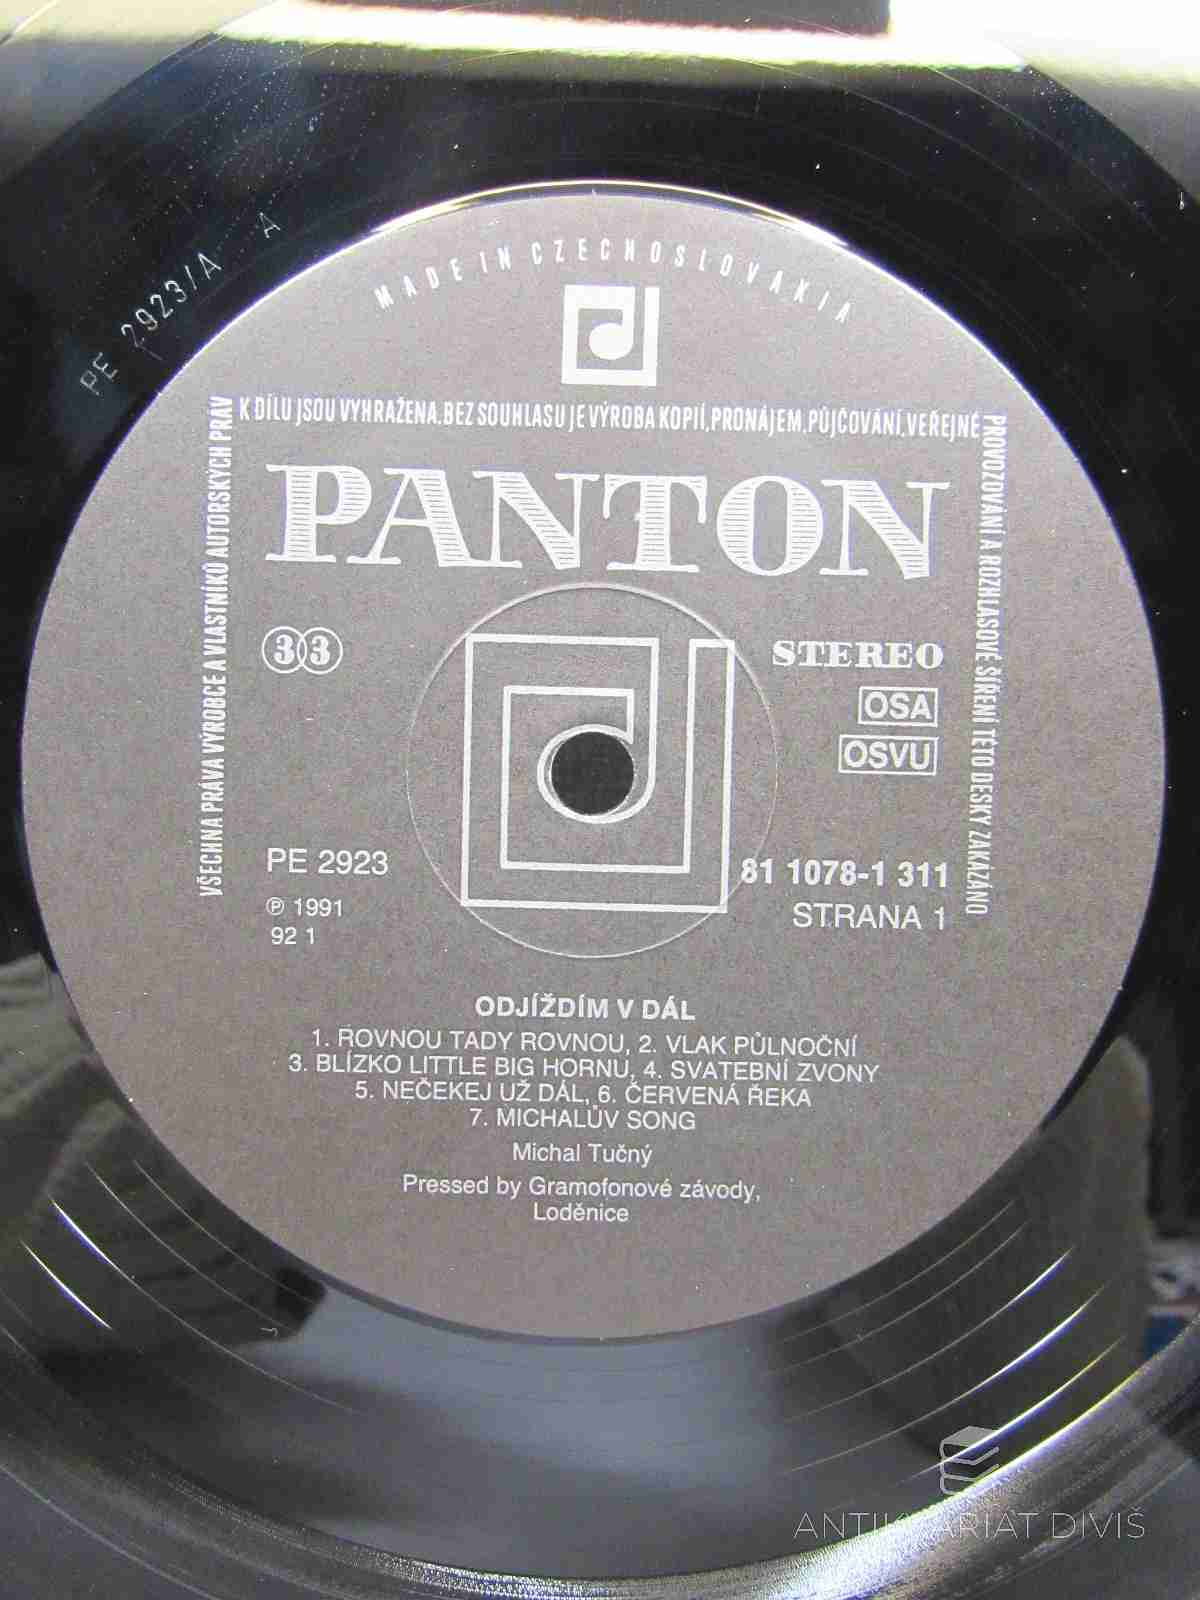 PE 2923/A A
MADE IN CZECHOSLOVAKIA
VŠECHNA PRÁVA VÝROBCE A VLASTNÍKŮ AUTORSKÝCH PRÁV
K DÍLU JSOU VYHRAŽENA. BEZ SOUHLASU JE VÝROBA KOPIÍ, PRONÁJEM, PŮJČOVÁNÍ, VEŘEJNÉ
PROVOZOVÁNÍ A ROZHLASOVÉ ŠÍŘENÍ TÉTO DESKY ZAKÁZÁNO
PANTON
33
STEREO
OSA
OSVU
PE 2923
81 1078-1 311
℗ 1991
STRANA 1
92 1
ODJÍŽDÍM V DÁL
1. ROVNOU TADY ROVNOU, 2. VLAK PŮLNOČNÍ
3. BLÍZKO LITTLE BIG HORNU, 4. SVATEBNÍ ZVONY
5. NEČEKEJ UŽ DÁL, 6. ČERVENÁ ŘEKA
7. MICHALŮV SONG
Michal Tučný
Pressed by Gramofonové závody,
Loděnice
ANTIKVARIAT DIVIŠ